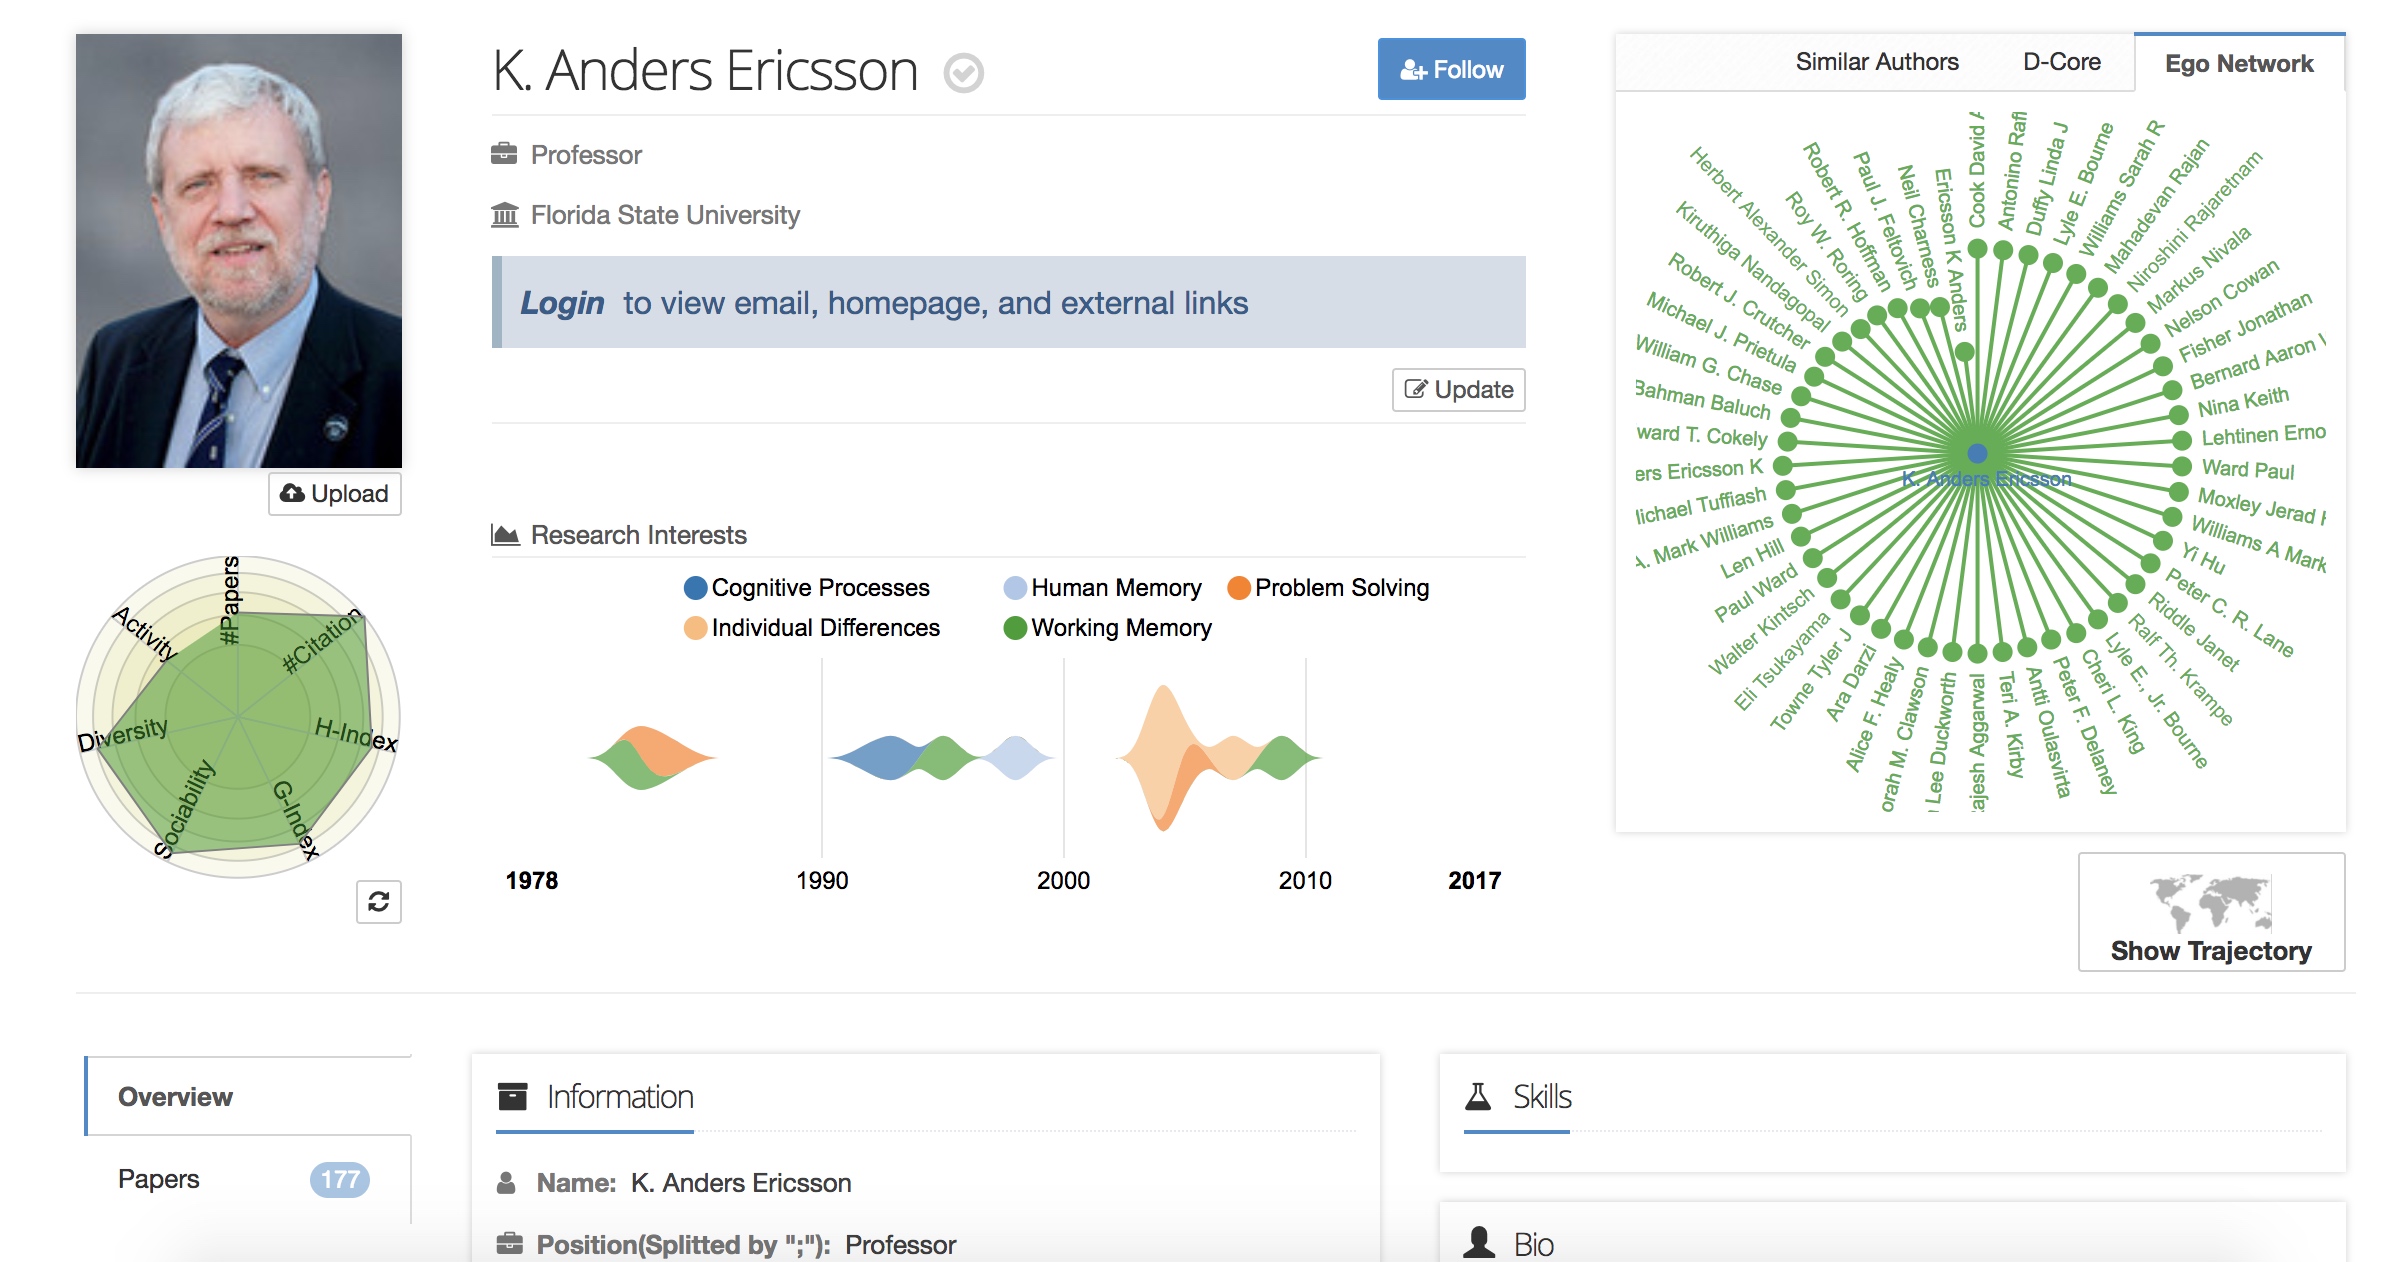 K. Anders Ericsson
Follow
Professor
Florida State University
Login to view email, homepage, and external links
Update
Upload
#Papers
#Citation
H-Index
G-Index
Sociability
Diversity
Activity
Research Interests
Cognitive Processes
Human Memory
Problem Solving
Individual Differences
Working Memory
1978
1990
2000
2010
2017
Similar Authors
D-Core
Ego Network
Cook David A
Antonino Rafl
Duffy Linda J
Lyle E. Bourne
Williams Sarah R
Mahadevan Rajan
Niroshini Rajaretnam
Markus Nivala
Nelson Cowan
Fisher Jonathan
Bernard Aaron
Nina Keith
Lehtinen Erno
Ward Paul
Moxley Jerad
Williams A Mark
Yi Hu
Peter C. R. Lane
Riddle Janet
Ralf Th. Krampe
Lyle E., Jr. Bourne
Cheri L. King
Peter F. Delaney
Antti Oulasvirta
Teri A. Kirby
ajesh Aggarwal
Lee Duckworth
orah M. Clawson
Alice F. Healy
Ara Darzi
Towne Tyler J
Eli Tsukayama
Walter Kintsch
Paul Ward
Len Hill
A. Mark Williams
lichael Tuffiash
ers Ericsson K
ward T. Cokely
Bahman Baluch
William G. Chase
Michael J. Prietula
Robert J. Crutcher
Kiruthiga Nandagopal
Herbert Alexander Simon
Roy W. Roring
Robert R. Hoffman
Paul J. Feltovich
Neil Charness
Ericsson K Anders
K. Anders Ericsson
Show Trajectory
Overview
Papers 177
Information
Name: K. Anders Ericsson
Position(Splitted by ";"): Professor
Skills
Bio